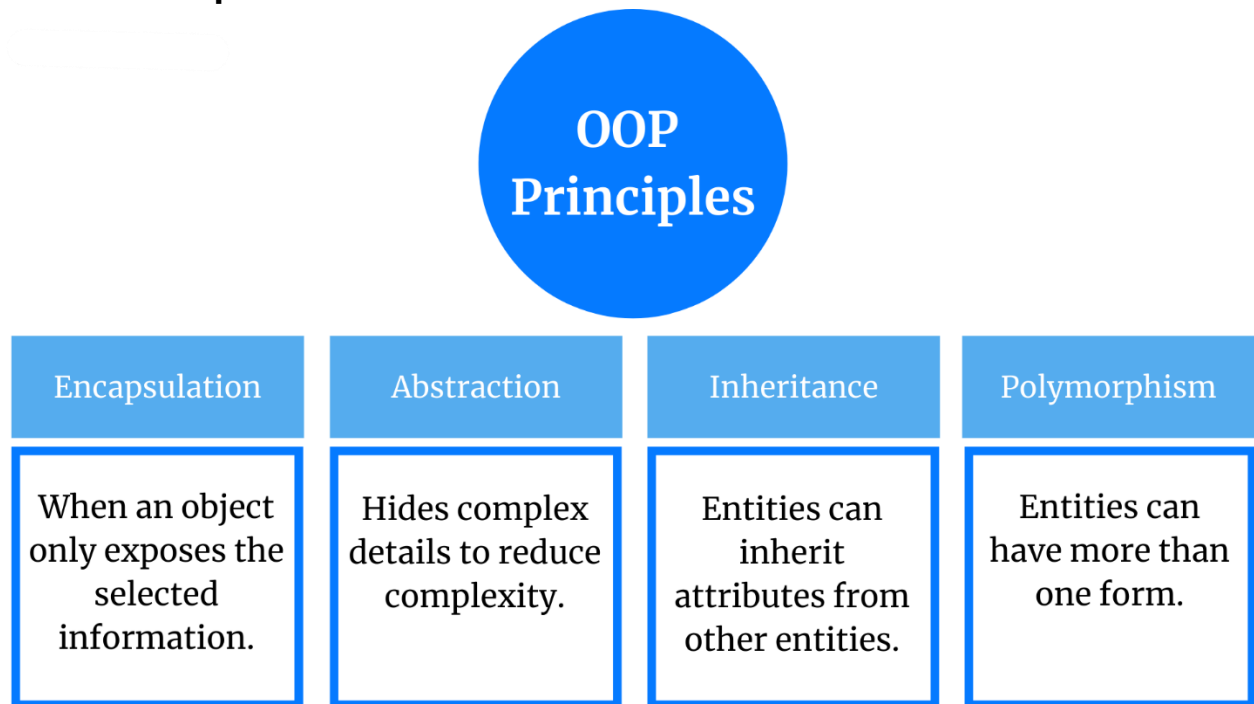 OOP
Principles
Encapsulation
Abstraction
Inheritance
Polymorphism
When an object
only exposes the
selected
information.
Hides complex
details to reduce
complexity.
Entities can
inherit
attributes from
other entities.
Entities can
have more than
one form.